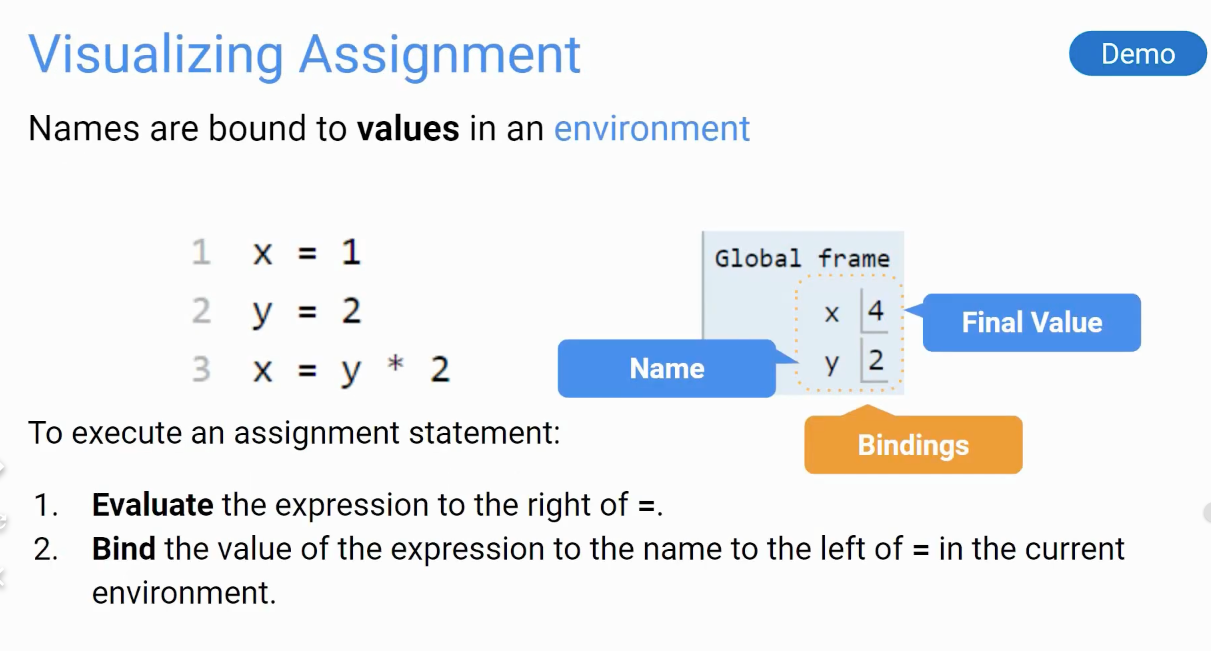 Visualizing Assignment
Demo
Names are bound to values in an environment
1 x = 1
2 y = 2
3 x = y * 2
Global frame
x 4
y 2
Final Value
Name
Bindings
To execute an assignment statement:
1. Evaluate the expression to the right of =.
2. Bind the value of the expression to the name to the left of = in the current
environment.